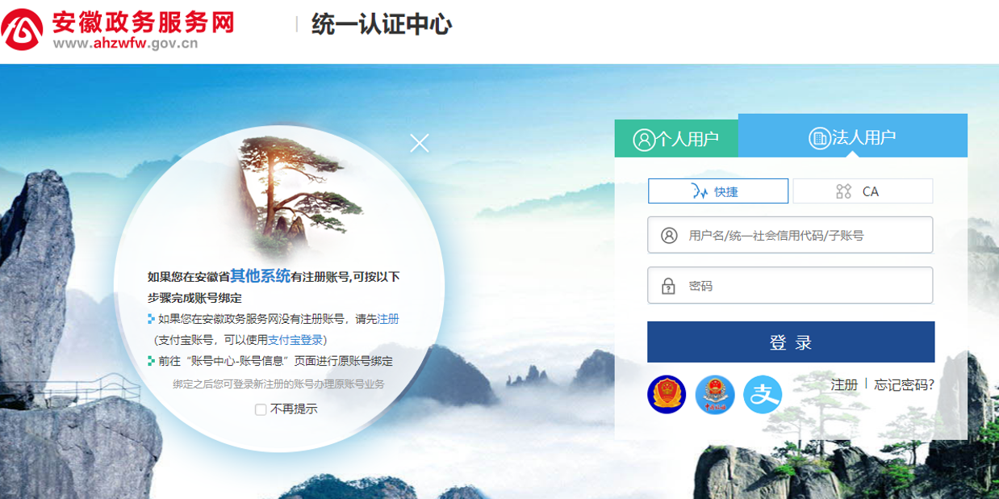 安徽政务服务网
www.ahzwfw.gov.cn
统一认证中心
个人用户
法人用户
快捷
CA
用户名/统一社会信用代码/子账号
密码
登 录
注册 | 忘记密码?
如果您在安徽省其他系统有注册账号,可按以下
步骤完成账号绑定
如果您在安徽政务服务网没有注册账号，请先注册
（支付宝账号，可以使用支付宝登录）
前往“账号中心-账号信息”页面进行原账号绑定
绑定之后您可登录新注册的账号办理原账号业务
不再提示
支